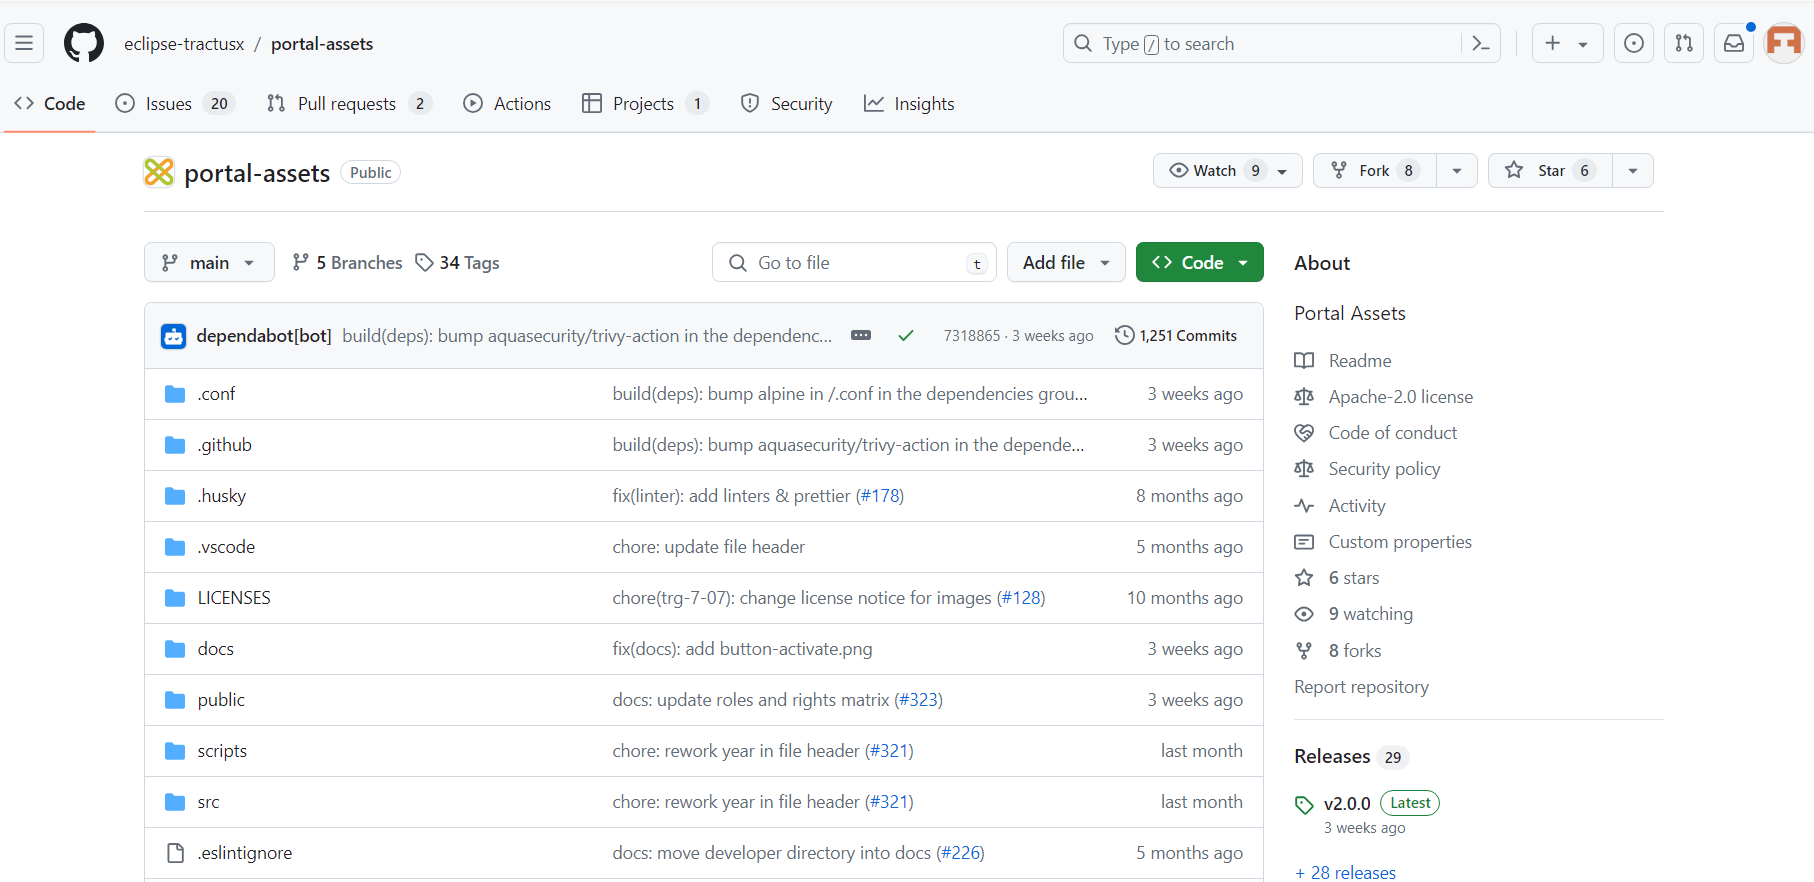 eclipse-tractusx / portal-assets
Type / to search
Code Issues 20 Pull requests 2 Actions Projects 1 Security Insights
portal-assets Public
Watch 9 Fork 8 Star 6
main 5 Branches 34 Tags Go to file t Add file Code
dependabot[bot] build(deps): bump aquasecurity/trivy-action in the dependenc... 7318865 · 3 weeks ago 1,251 Commits
.conf build(deps): bump alpine in /.conf in the dependencies grou... 3 weeks ago
.github build(deps): bump aquasecurity/trivy-action in the depende... 3 weeks ago
.husky fix(linter): add linters & prettier (#178) 8 months ago
.vscode chore: update file header 5 months ago
LICENSES chore(trg-7-07): change license notice for images (#128) 10 months ago
docs fix(docs): add button-activate.png 3 weeks ago
public docs: update roles and rights matrix (#323) 3 weeks ago
scripts chore: rework year in file header (#321) last month
src chore: rework year in file header (#321) last month
.eslintignore docs: move developer directory into docs (#226) 5 months ago
About
Portal Assets
Readme
Apache-2.0 license
Code of conduct
Security policy
Activity
Custom properties
6 stars
9 watching
8 forks
Report repository
Releases 29
v2.0.0 Latest
3 weeks ago
+ 28 releases